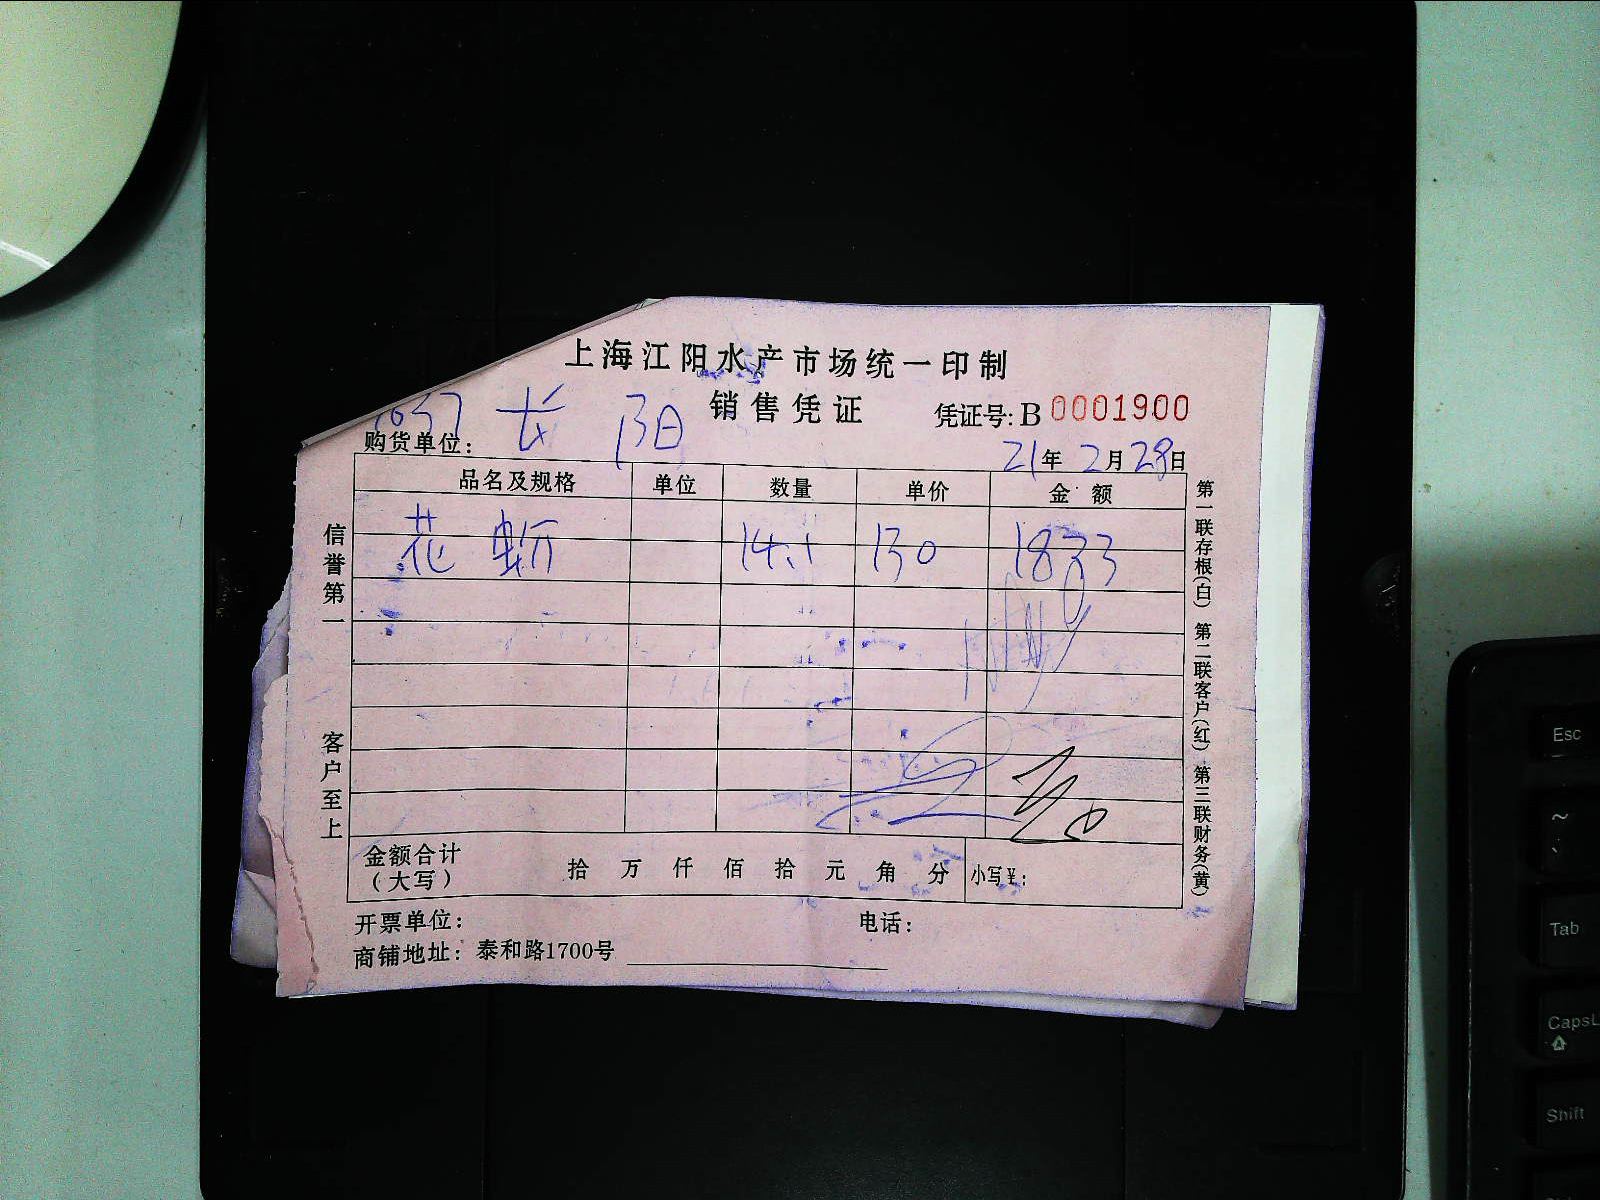 上海江阳水产市场统一印制
销售凭证
凭证号: B 0001900
购货单位: 长阳
21年2月28日
品名及规格 单位 数量 单价 金额
花蚧 14.1 130 1833
信誉第一
客户至上
第一联存根(白) 第二联客户(红) 第三联财务(黄)
金额合计(大写) 拾 万 仟 佰 拾 元 角 分 小写¥:
开票单位: 电话:
商铺地址: 泰和路1700号
Esc
~
`
Tab
CapsL
Shift